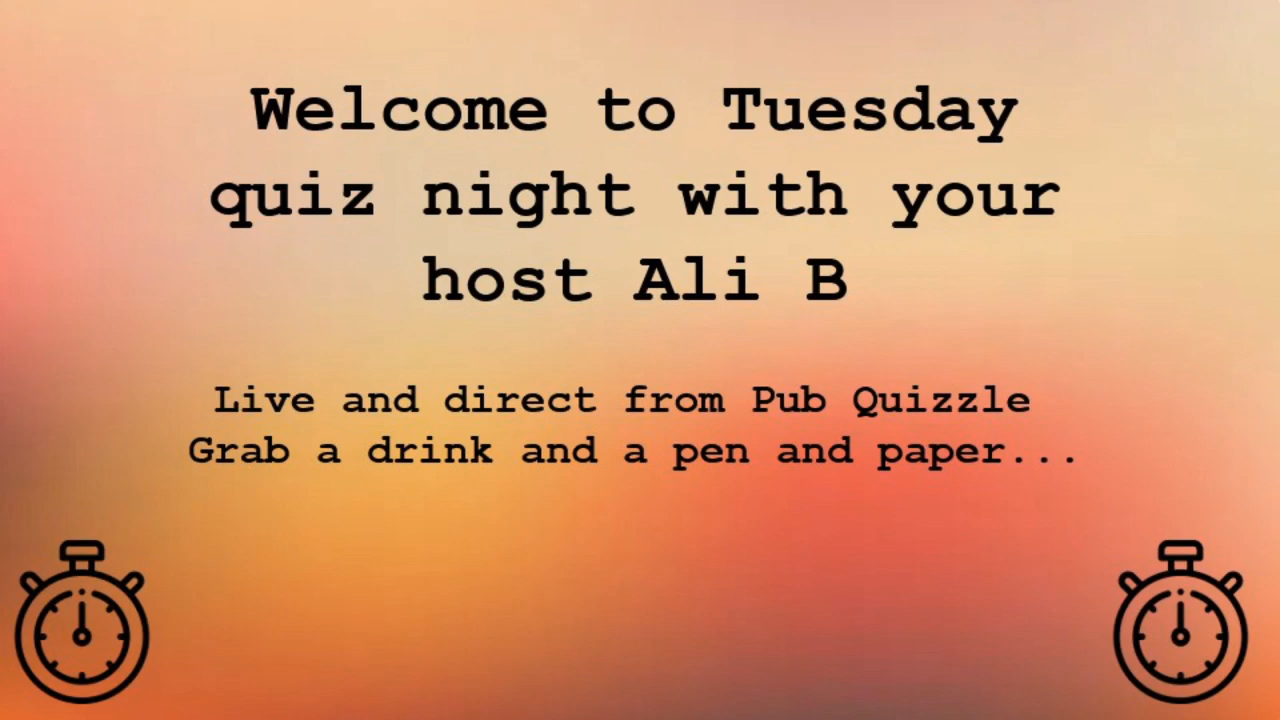 Welcome to Tuesday
quiz night with your
host Ali B
Live and direct from Pub Quizzle
Grab a drink and a pen and paper...